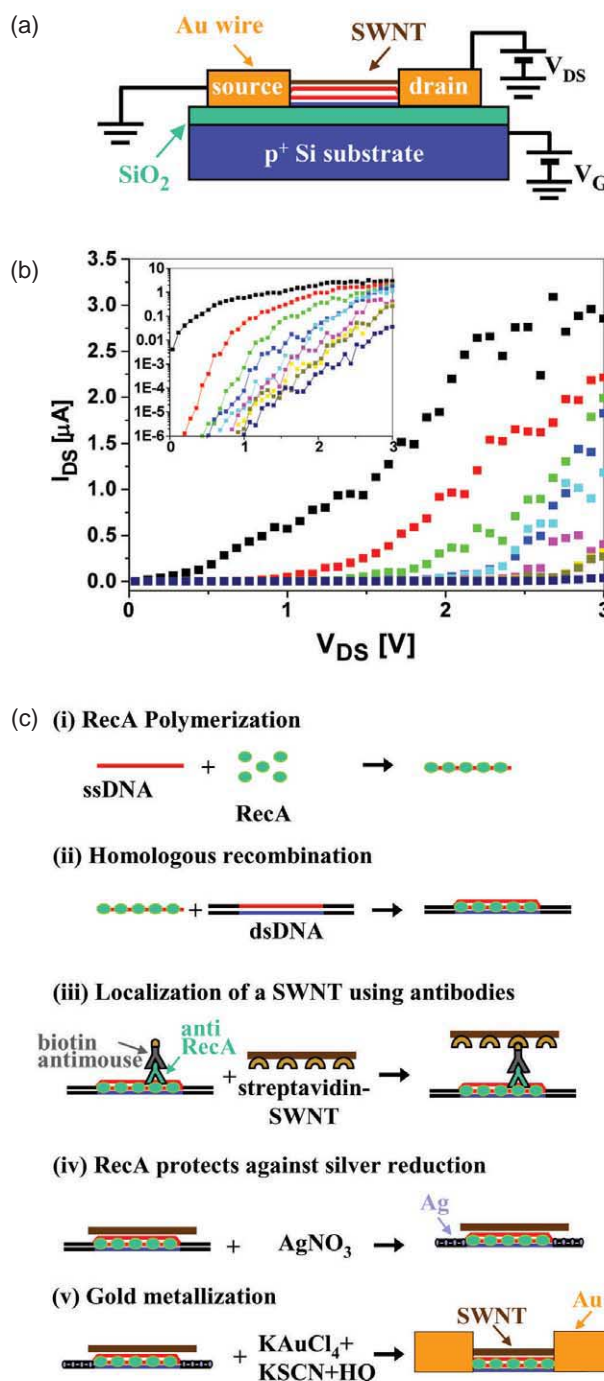 (a)
Au wire
SWNT
source
drain
V_DS
SiO₂
p⁺ Si substrate
V_G
(b)
I_DS [µA]
3.5
3.0
2.5
2.0
1.5
1.0
0.5
0.0
10
1
0.1
0.01
1E-3
1E-4
1E-5
1E-6
0
1
2
3
0
1
2
3
V_DS [V]
(c)
(i) RecA Polymerization
ssDNA
+
RecA
(ii) Homologous recombination
+
dsDNA
(iii) Localization of a SWNT using antibodies
biotin
antimouse
anti
RecA
+
streptavidin-
SWNT
(iv) RecA protects against silver reduction
+
AgNO₃
Ag
(v) Gold metallization
+
KAuCl₄+
KSCN+HQ
SWNT
Au